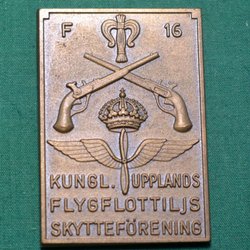 F 16
KUNGL. UPPLANDS
FLYGFLOTTILJS
SKYTTEFÖRENING